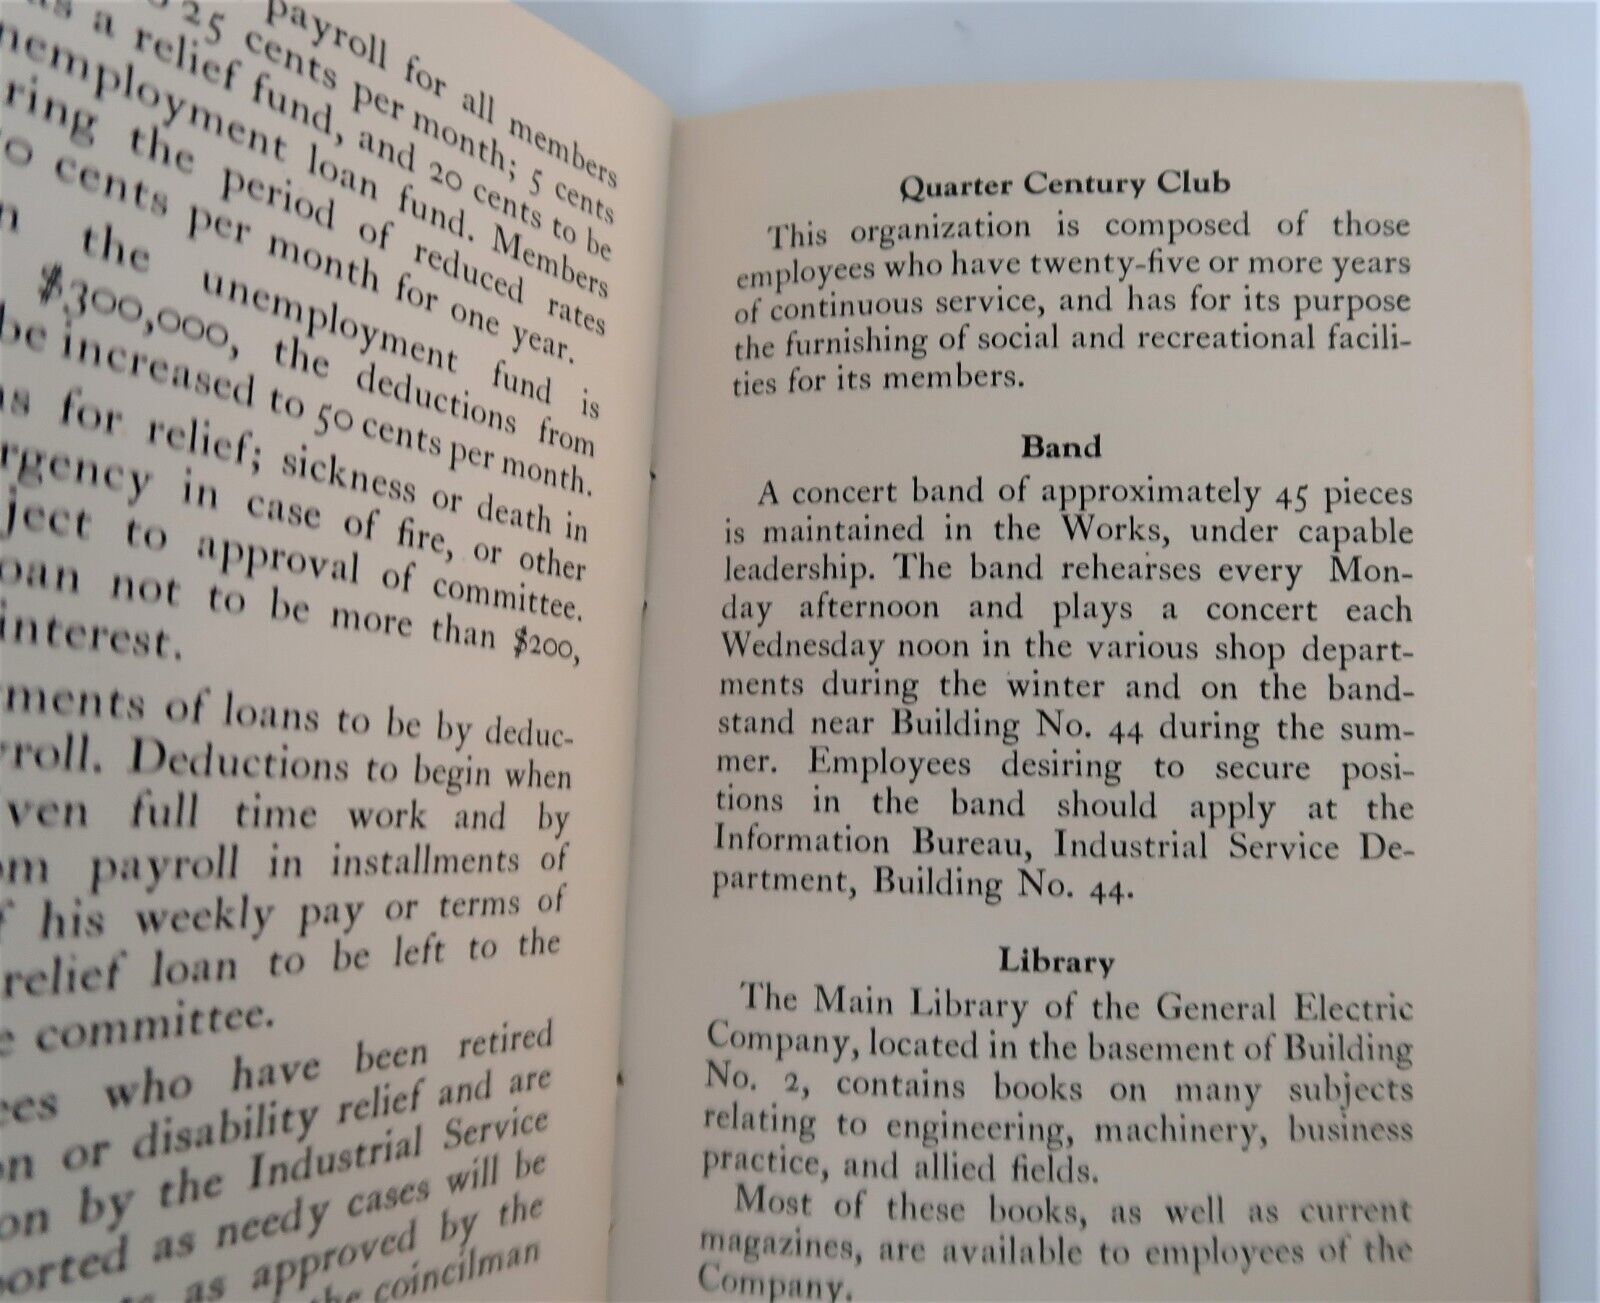 payroll for all members
25 cents per month; 5 cents
as a relief fund, and 20 cents to be
loan fund. Members
the period of reduced rates
cents per month for one year.
the unemployment fund is
$300,000, the deductions from
be increased to 50 cents per month.
for relief; sickness or death in
in case of fire, or other
to approval of committee.
not to be more than $200,
interest.
of loans to be by deduc-
Deductions to begin when
full time work and by
payroll in installments of
his weekly pay or terms of
relief loan to be left to the
committee.
who have been retired
or disability relief and are
by the Industrial Service
as needy cases will be
as approved by the
the coincilman
Quarter Century Club
This organization is composed of those
employees who have twenty-five or more years
of continuous service, and has for its purpose
the furnishing of social and recreational facili-
ties for its members.
Band
A concert band of approximately 45 pieces
is maintained in the Works, under capable
leadership. The band rehearses every Mon-
day afternoon and plays a concert each
Wednesday noon in the various shop depart-
ments during the winter and on the band-
stand near Building No. 44 during the sum-
mer. Employees desiring to secure posi-
tions in the band should apply at the
Information Bureau, Industrial Service De-
partment, Building No. 44.
Library
The Main Library of the General Electric
Company, located in the basement of Building
No. 2, contains books on many subjects
relating to engineering, machinery, business
practice, and allied fields.
Most of these books, as well as current
magazines, are available to employees of the
Company.